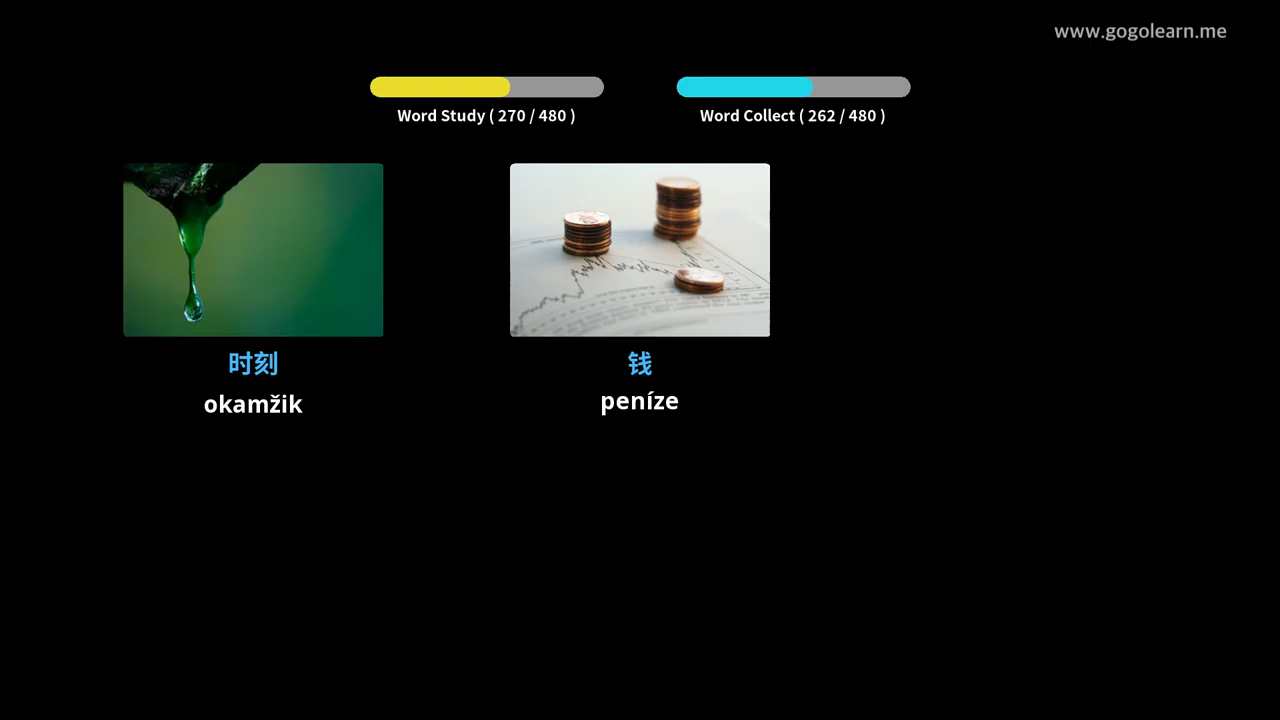 www.gogolearn.me
Word Study ( 270 / 480 )
Word Collect ( 262 / 480 )
时刻
okamžik
钱
peníze